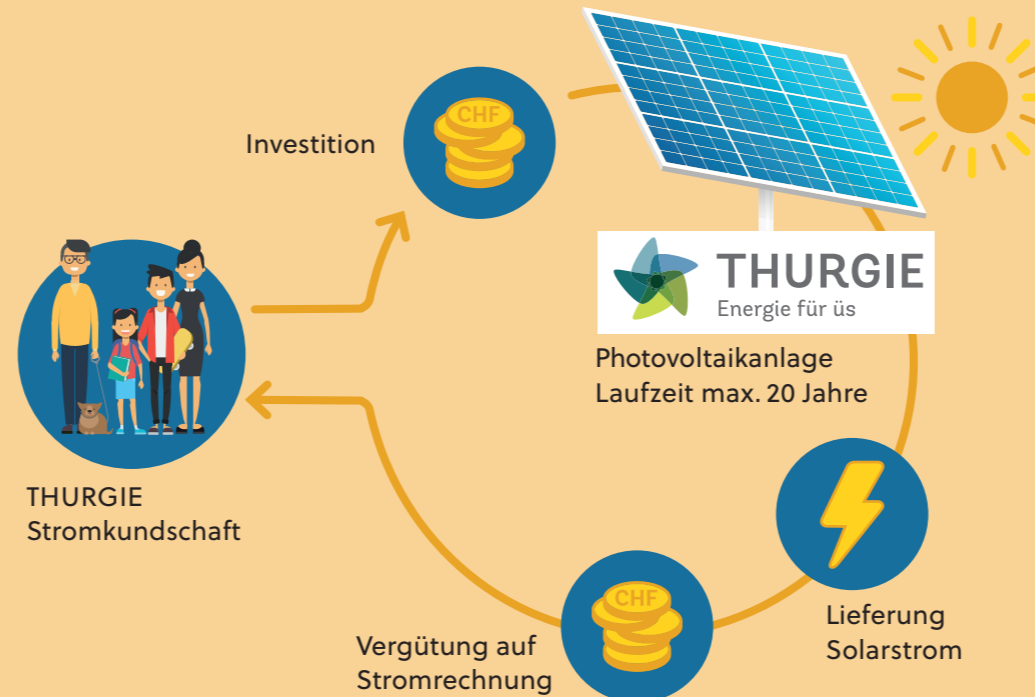 CHF
Investition
THURGIE
Energie für üs
Photovoltaikanlage
Laufzeit max. 20 Jahre
THURGIE
Stromkundschaft
Lieferung
Solarstrom
CHF
Vergütung auf
Stromrechnung